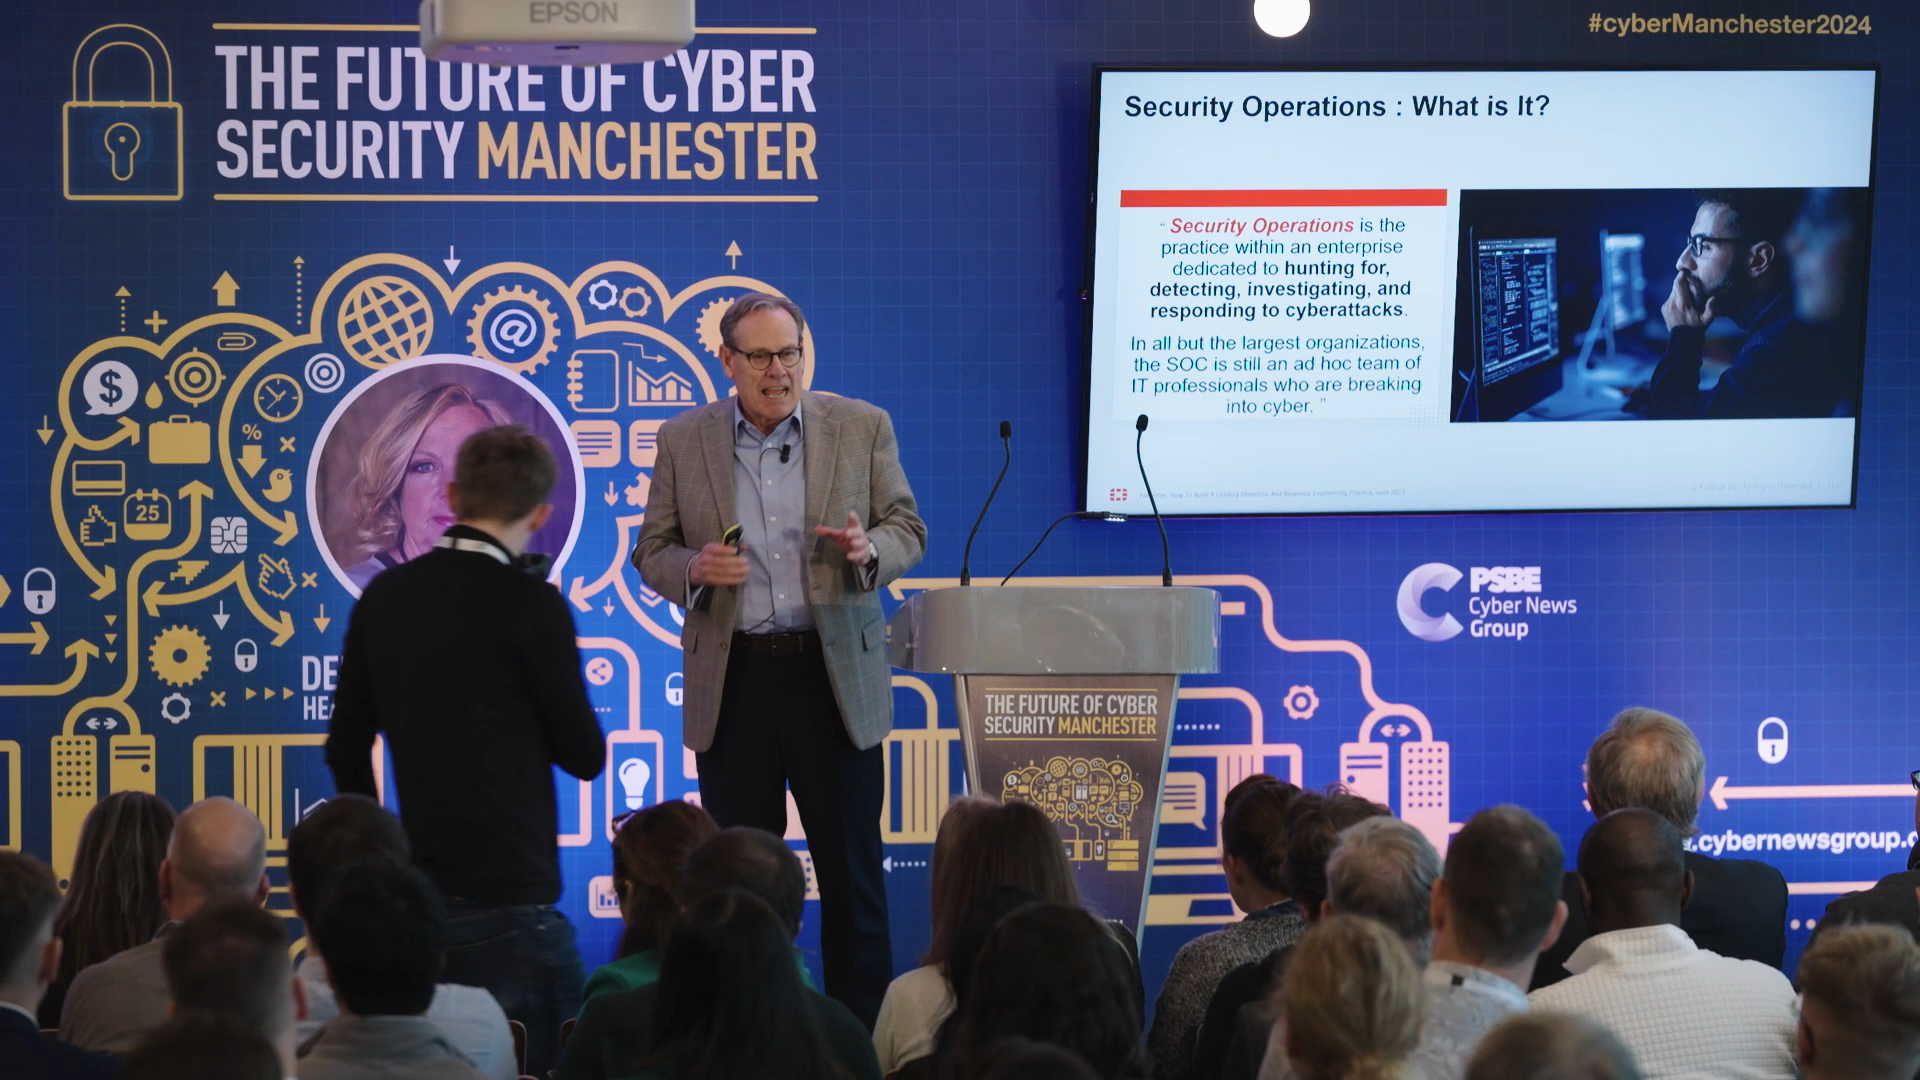 EPSON
#cyberManchester2024
THE FUTURE OF CYBER
SECURITY MANCHESTER
Security Operations : What is It?
" Security Operations is the
practice within an enterprise
dedicated to hunting for,
detecting, investigating, and
responding to cyberattacks.
In all but the largest organizations,
the SOC is still an ad hoc team of
IT professionals who are breaking
into cyber. "
@
$
%
25
PSBE
Cyber News
Group
DE
HE
THE FUTURE OF CYBER
SECURITY MANCHESTER
.cybernewsgroup.c